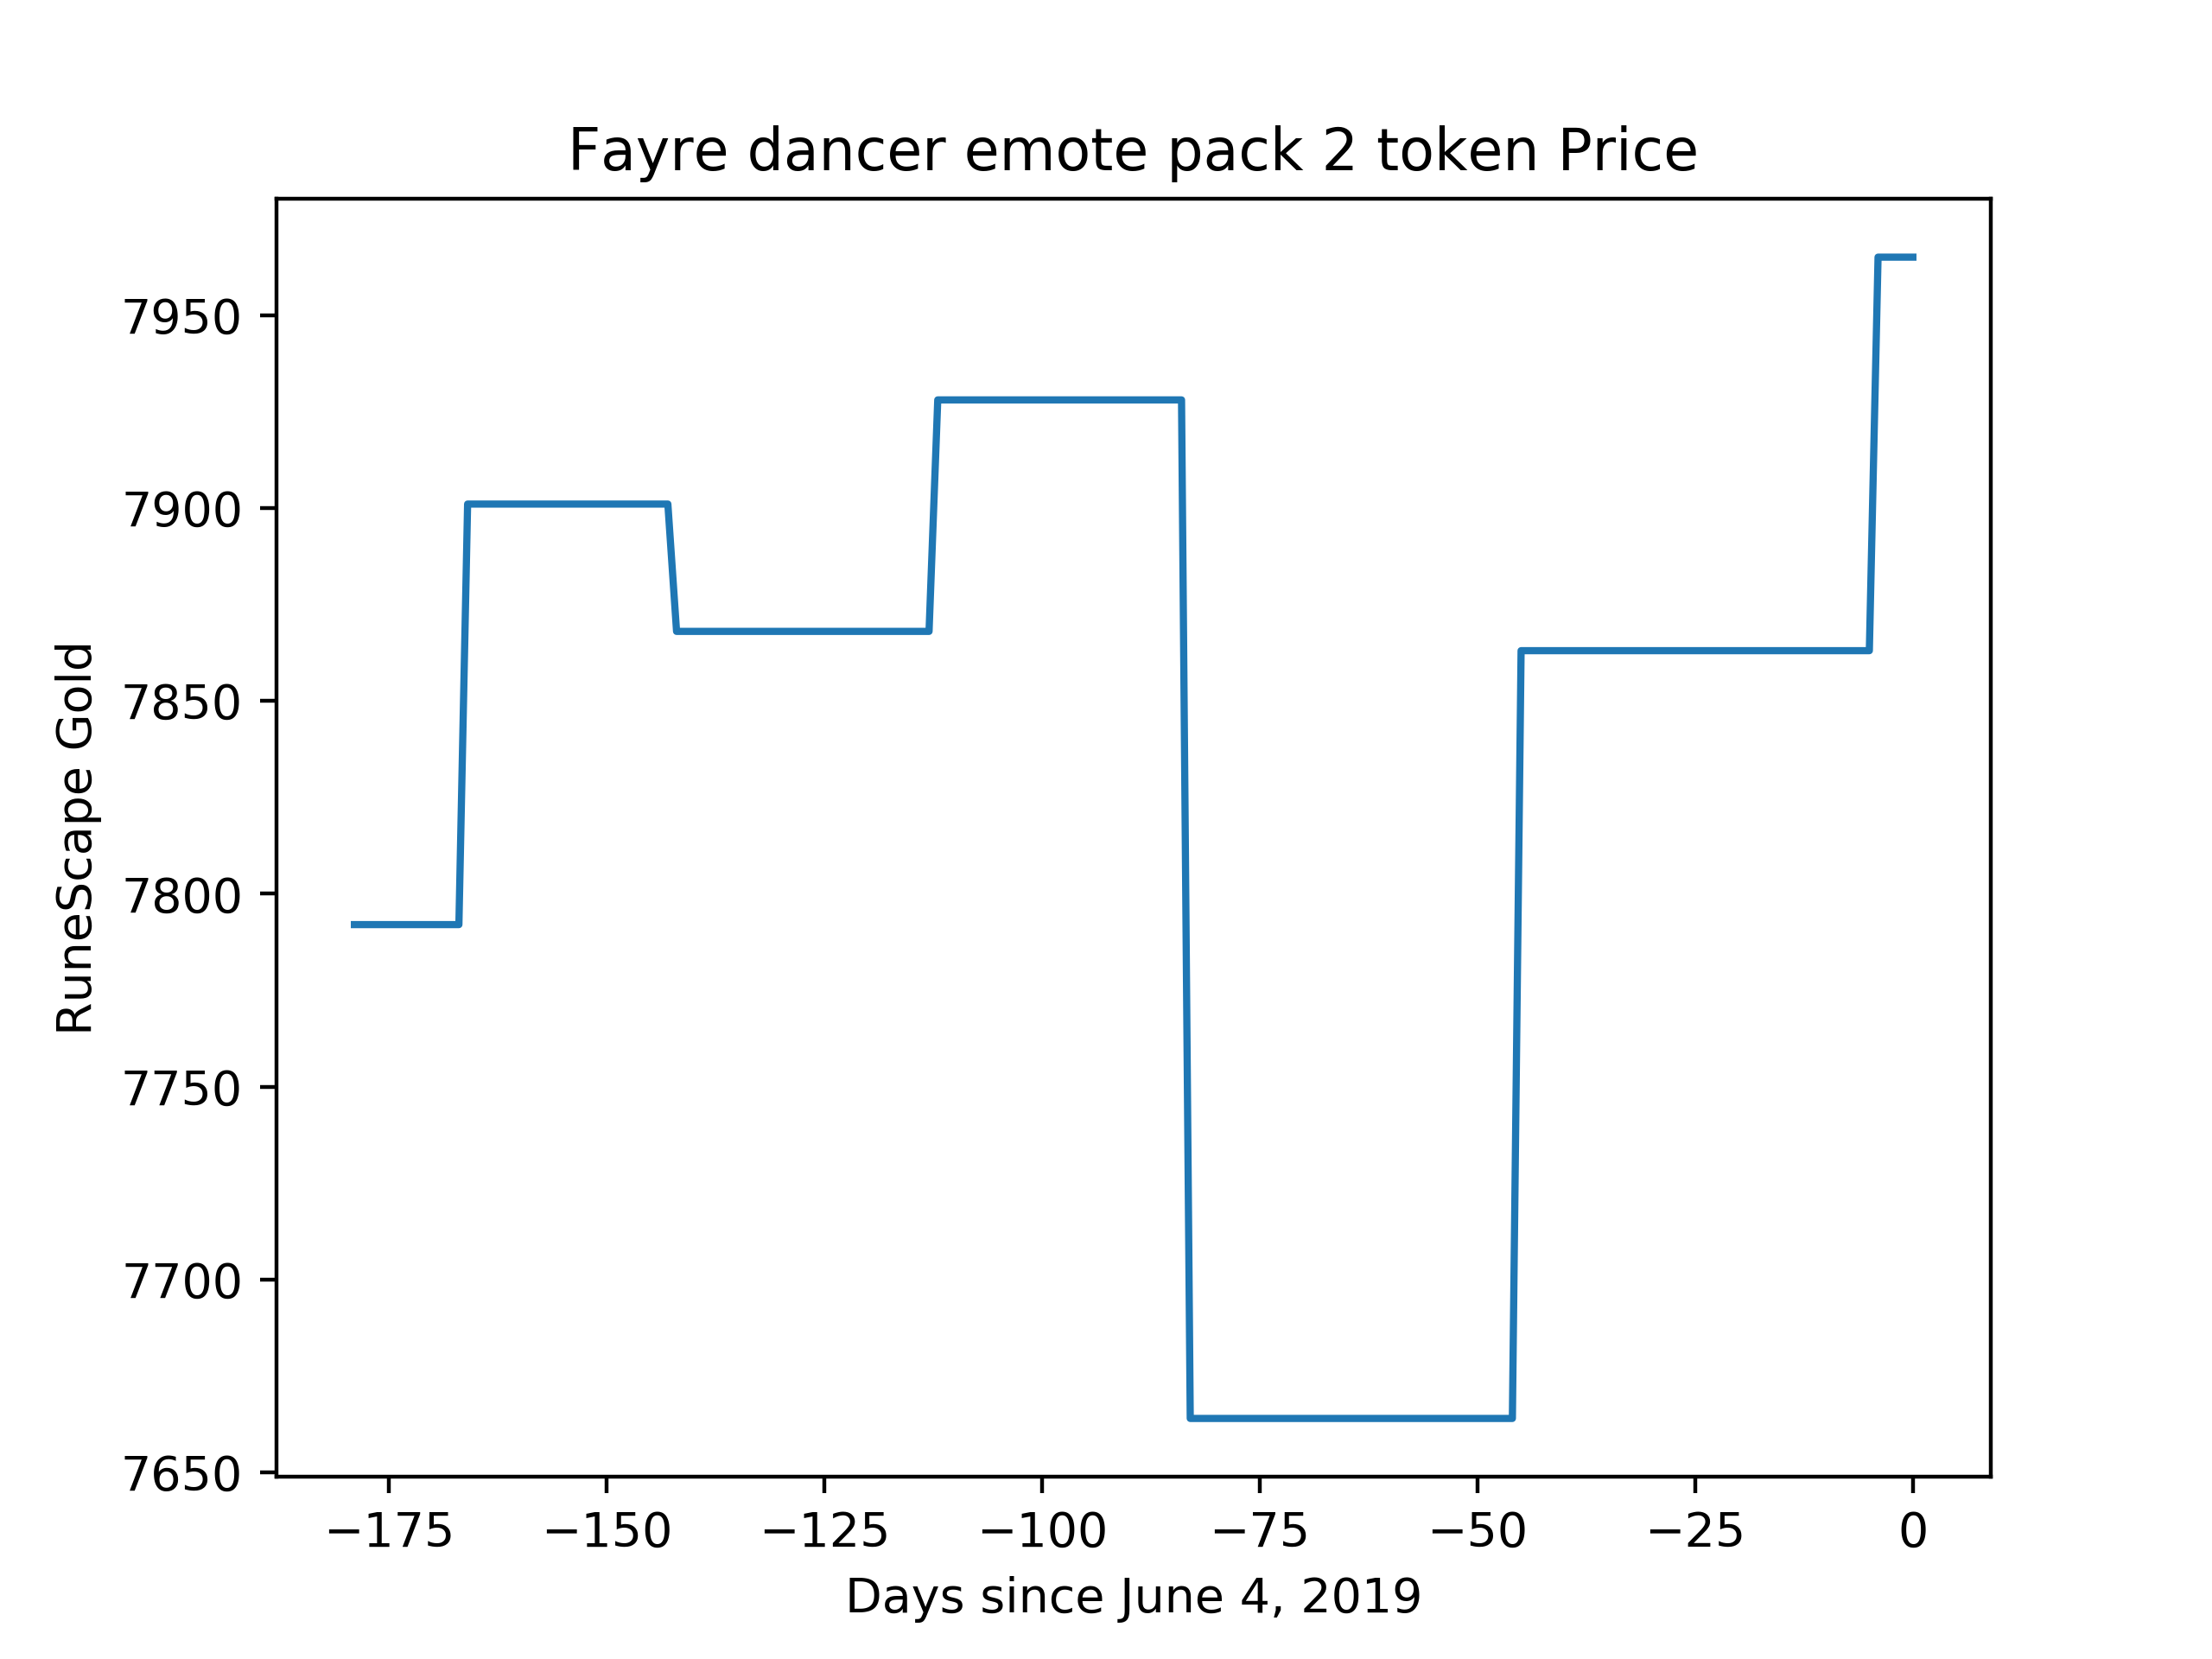 Fayre dancer emote pack 2 token Price
RuneScape Gold
7950
7900
7850
7800
7750
7700
7650
−175 −150 −125 −100 −75 −50 −25 0
Days since June 4, 2019